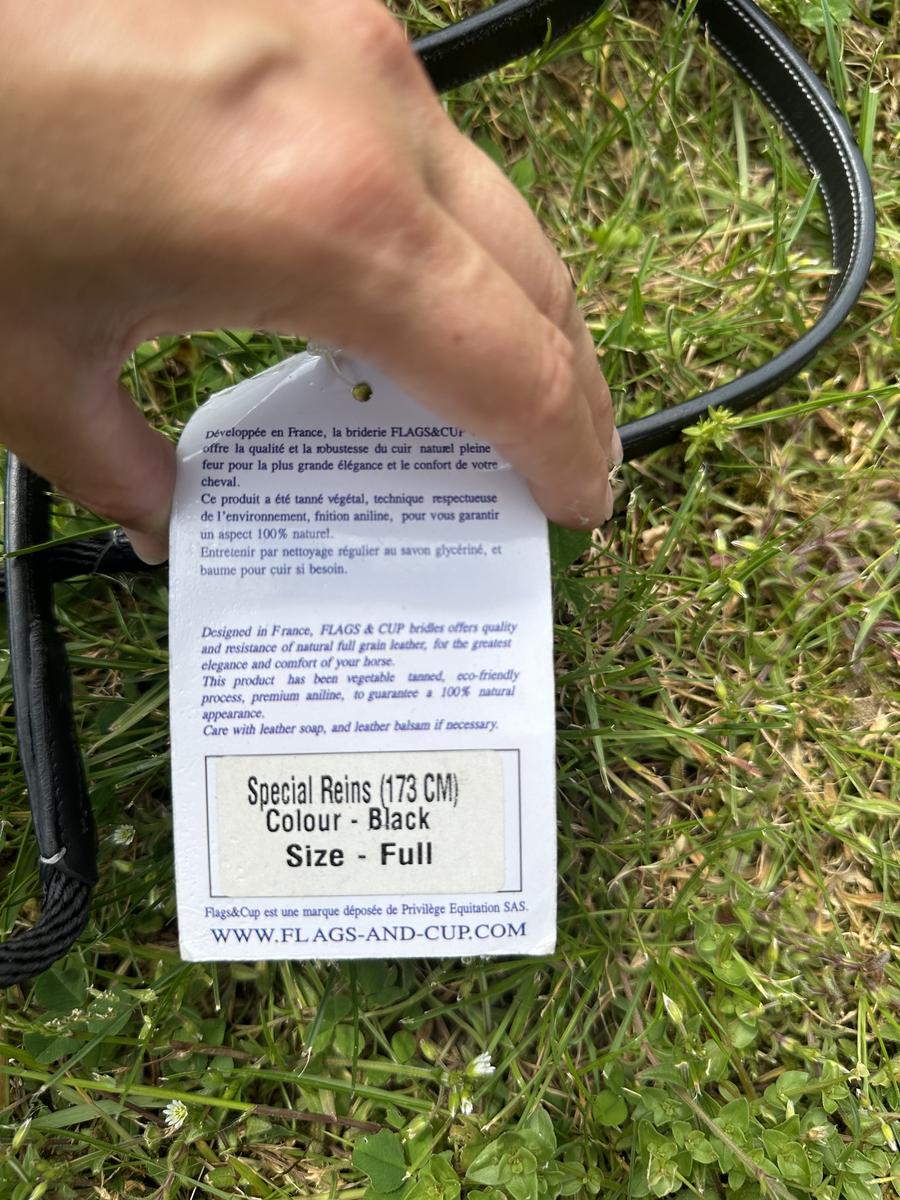 Développée en France, la briderie FLAGS&CUP
offre la qualité et la robustesse du cuir naturel pleine
feur pour la plus grande élégance et le confort de votre
cheval.
Ce produit a été tanné végétal, technique respectueuse
de l'environnement, fnition aniline, pour vous garantir
un aspect 100% naturel.
Entretenir par nettoyage régulier au savon glycériné, et
baume pour cuir si besoin.
Designed in France, FLAGS & CUP bridles offers quality
and resistance of natural full grain leather, for the greatest
elegance and comfort of your horse.
This product has been vegetable tanned, eco-friendly
process, premium aniline, to guarantee a 100% natural
appearance.
Care with leather soap, and leather balsam if necessary.
Special Reins (173 CM)
Colour - Black
Size - Full
Flags&Cup est une marque déposée de Privilège Equitation SAS.
WWW.FLAGS-AND-CUP.COM